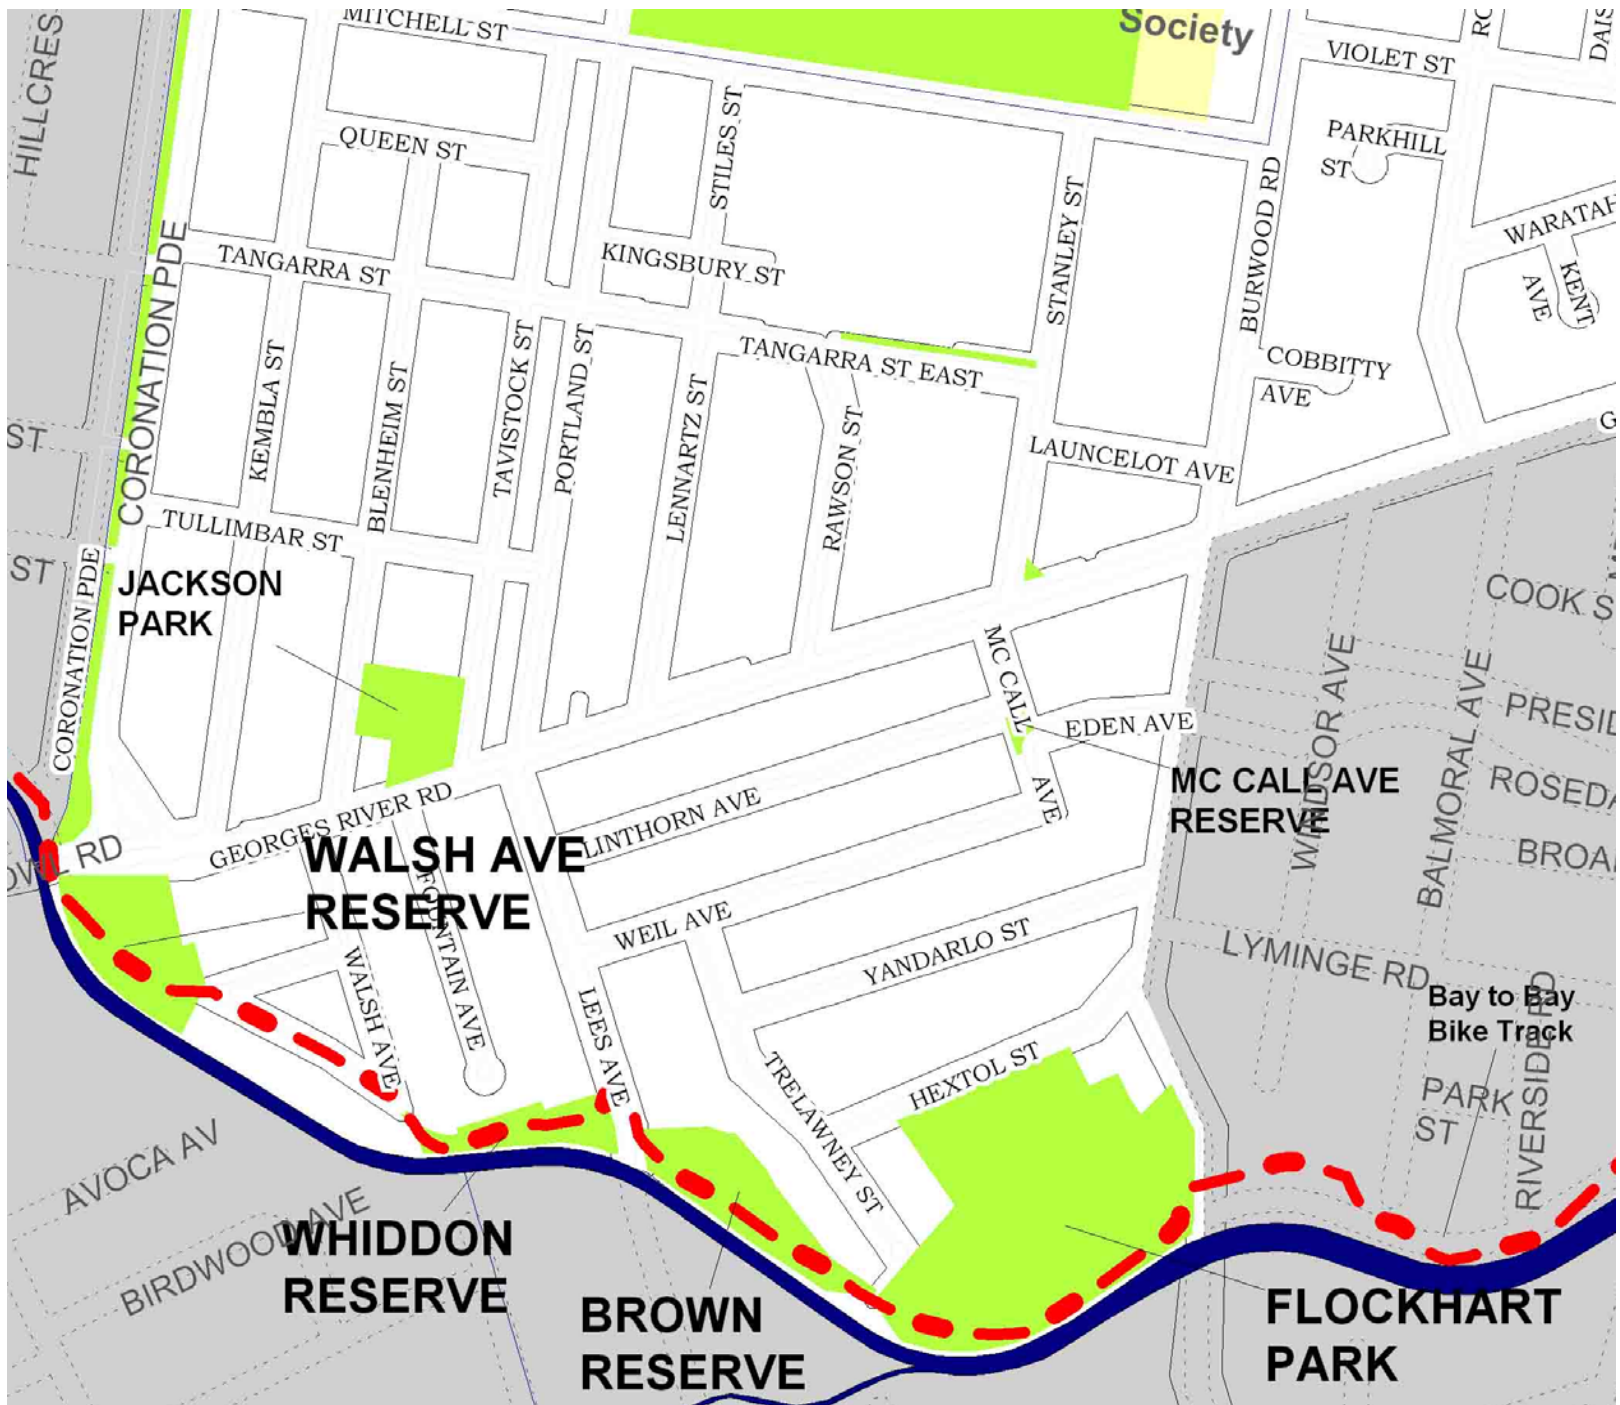 Society
MITCHELL ST
HILLCRES
VIOLET ST
DAIS
PARKHILL
ST
QUEEN ST
STILES ST
STANLEY ST
BURWOOD RD
WARATAH
KENT
AVE
TANGARRA ST
KINGSBURY ST
CORONATION PDE
TANGARRA ST EAST
COBBITTY
AVE
KEMBLA ST
BLENHEIM ST
TAVISTOCK ST
PORTLAND ST
LENNARTZ ST
RAWSON ST
LAUNCELOT AVE
ST
G
TULLIMBAR ST
ST
JACKSON
PARK
CORONATION PDE
COOK S
MC CALL
AVE
EDEN AVE
WINDSOR AVE
BALMORAL AVE
PRESID
ROSEDA
BROA
MC CALL AVE
RESERVE
LINTHORN AVE
GEORGES RIVER RD
RD
WALSH AVE
RESERVE
FOUNTAIN AVE
WALSH AVE
WEIL AVE
YANDARLO ST
LYMINGE RD
LEES AVE
Bay to Bay
Bike Track
RIVERSIDE RD
PARK
ST
HEXTOL ST
TRELAWNEY ST
AVOCA AV
BIRDWOOD AVE
WHIDDON
RESERVE
BROWN
RESERVE
FLOCKHART
PARK